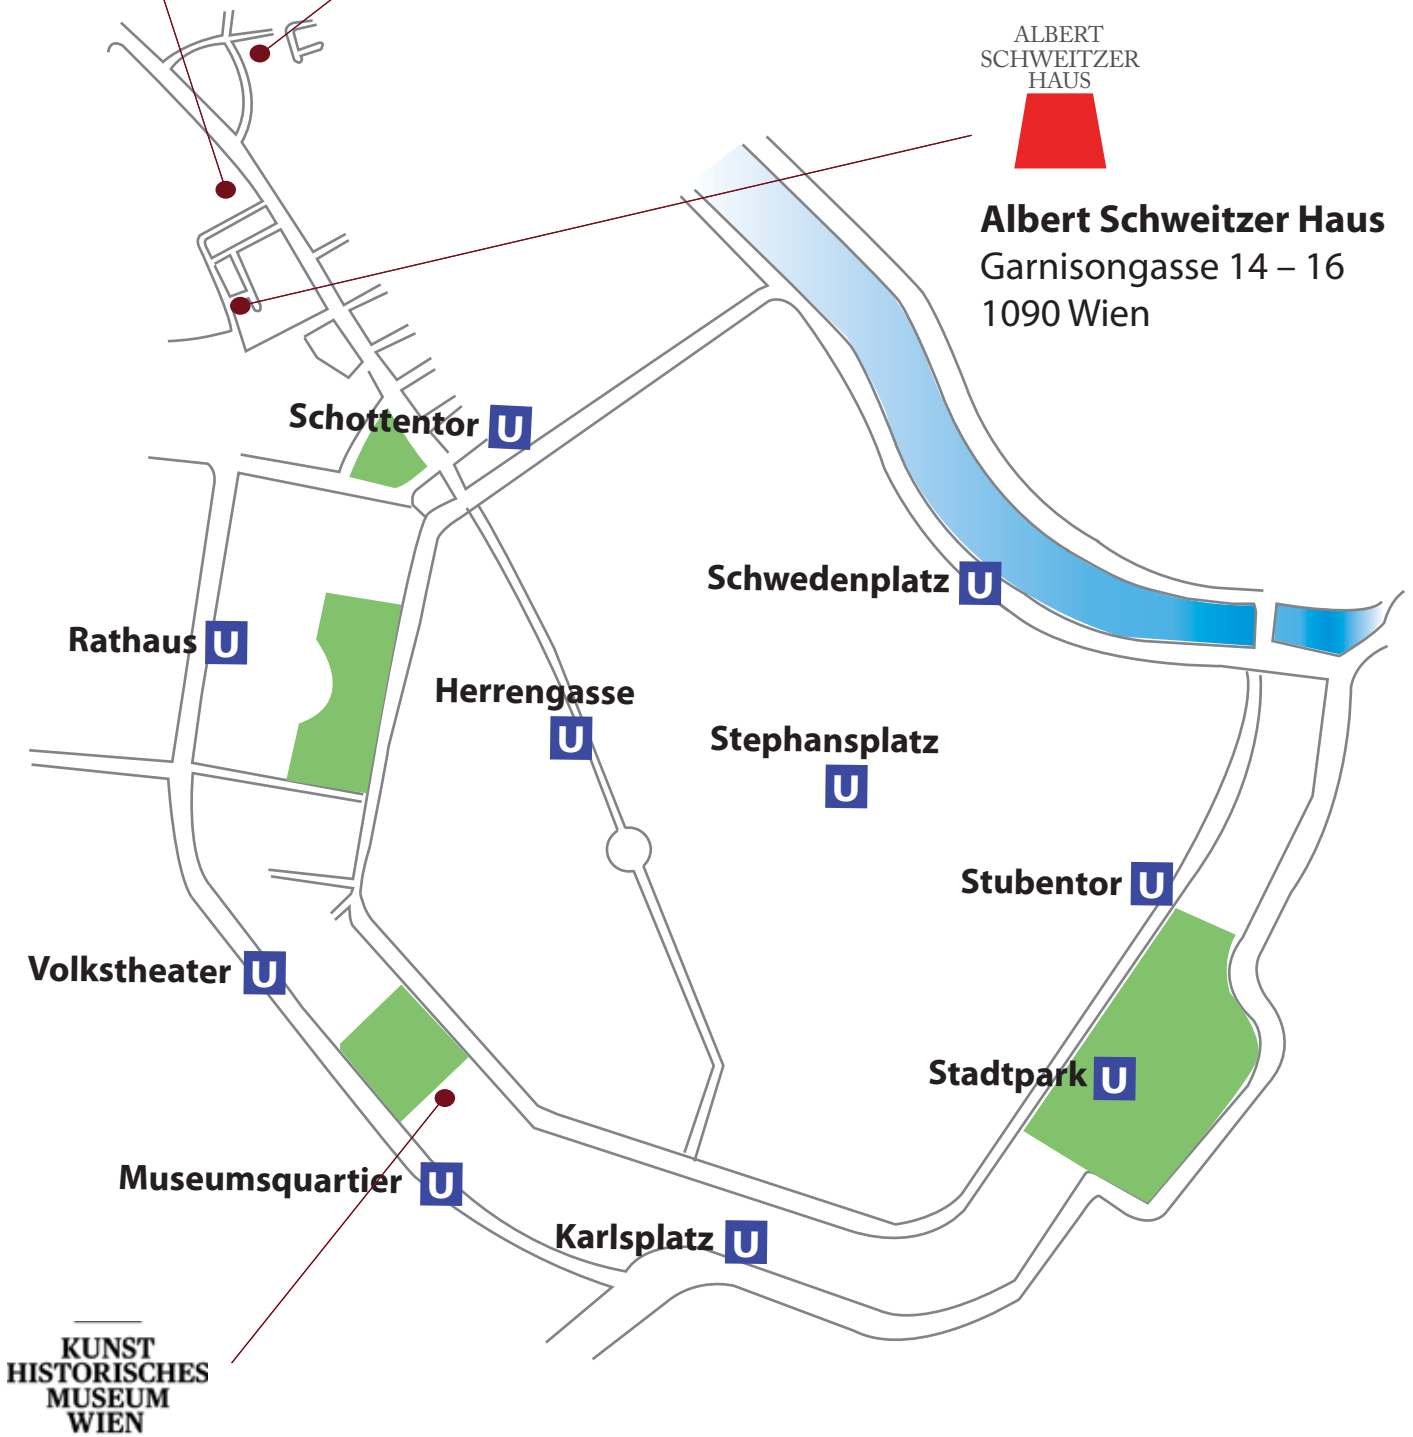 ALBERT
SCHWEITZER
HAUS
Albert Schweitzer Haus
Garnisongasse 14 – 16
1090 Wien
Schottentor U
Schwedenplatz U
Rathaus U
Herrengasse
U
Stephansplatz
U
Stubentor U
Volkstheater U
Stadtpark U
Museumsquartier U
Karlsplatz U
KUNST
HISTORISCHES
MUSEUM
WIEN